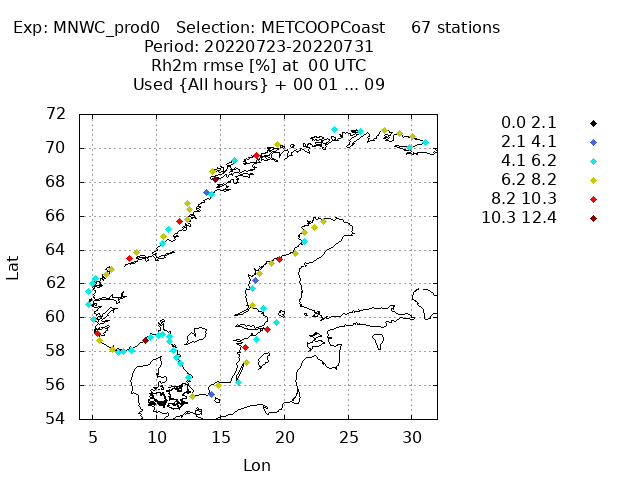 Exp: MNWC_prod0   Selection: METCOOPCoast     67 stations
Period: 20220723-20220731
Rh2m rmse [%] at  00 UTC
Used {All hours} + 00 01 ... 09
72
70
68
66
64
62
60
58
56
54
5 10 15 20 25 30
Lat
Lon
0.0 2.1
2.1 4.1
4.1 6.2
6.2 8.2
8.2 10.3
10.3 12.4